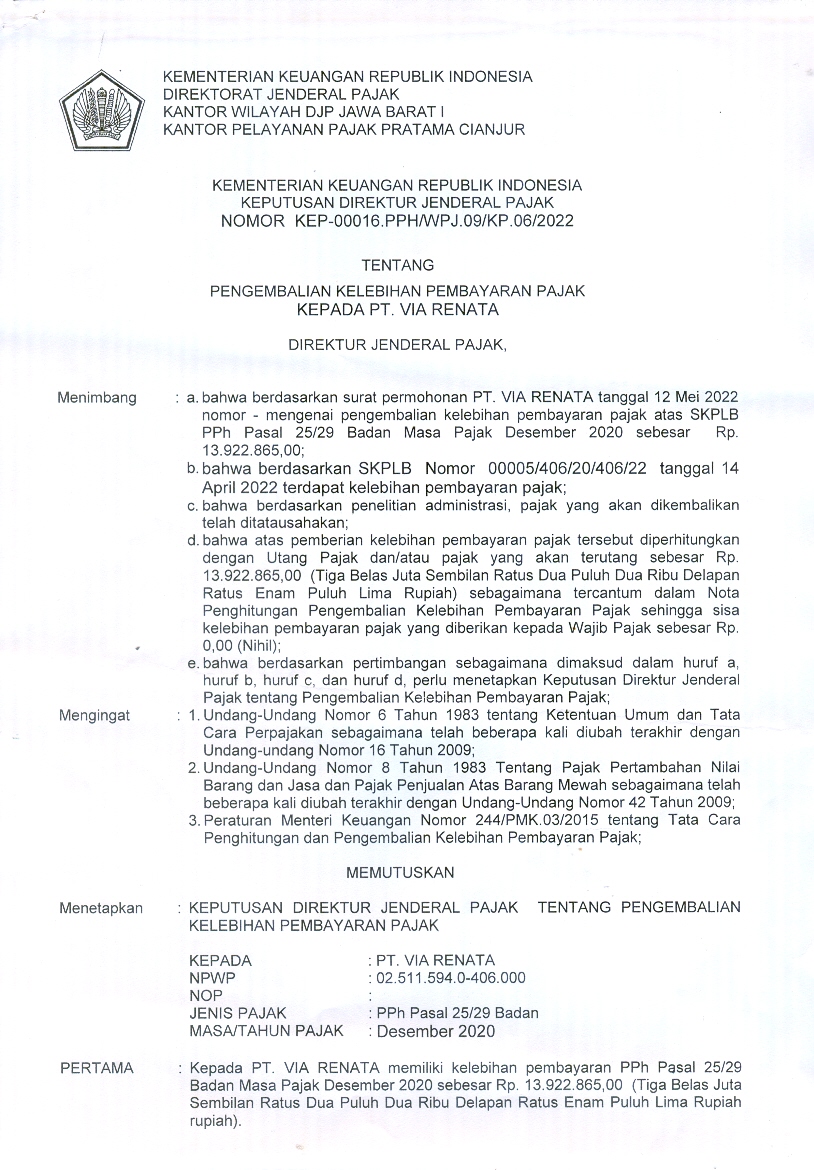 KEMENTERIAN KEUANGAN REPUBLIK INDONESIA
DIREKTORAT JENDERAL PAJAK
KANTOR WILAYAH DJP JAWA BARAT I
KANTOR PELAYANAN PAJAK PRATAMA CIANJUR
KEMENTERIAN KEUANGAN REPUBLIK INDONESIA
KEPUTUSAN DIREKTUR JENDERAL PAJAK
NOMOR KEP-00016.PPH/WPJ.09/KP.06/2022
TENTANG
PENGEMBALIAN KELEBIHAN PEMBAYARAN PAJAK
KEPADA PT. VIA RENATA
DIREKTUR JENDERAL PAJAK,
Menimbang : a. bahwa berdasarkan surat permohonan PT. VIA RENATA tanggal 12 Mei 2022
nomor - mengenai pengembalian kelebihan pembayaran pajak atas SKPLB
PPh Pasal 25/29 Badan Masa Pajak Desember 2020 sebesar Rp.
13.922.865,00;
b. bahwa berdasarkan SKPLB Nomor 00005/406/20/406/22 tanggal 14
April 2022 terdapat kelebihan pembayaran pajak;
c. bahwa berdasarkan penelitian administrasi, pajak yang akan dikembalikan
telah ditatausahakan;
d. bahwa atas pemberian kelebihan pembayaran pajak tersebut diperhitungkan
dengan Utang Pajak dan/atau pajak yang akan terutang sebesar Rp.
13.922.865,00 (Tiga Belas Juta Sembilan Ratus Dua Puluh Dua Ribu Delapan
Ratus Enam Puluh Lima Rupiah) sebagaimana tercantum dalam Nota
Penghitungan Pengembalian Kelebihan Pembayaran Pajak sehingga sisa
kelebihan pembayaran pajak yang diberikan kepada Wajib Pajak sebesar Rp.
0,00 (Nihil);
e. bahwa berdasarkan pertimbangan sebagaimana dimaksud dalam huruf a,
huruf b, huruf c, dan huruf d, perlu menetapkan Keputusan Direktur Jenderal
Pajak tentang Pengembalian Kelebihan Pembayaran Pajak;
Mengingat : 1. Undang-Undang Nomor 6 Tahun 1983 tentang Ketentuan Umum dan Tata
Cara Perpajakan sebagaimana telah beberapa kali diubah terakhir dengan
Undang-undang Nomor 16 Tahun 2009;
2. Undang-Undang Nomor 8 Tahun 1983 Tentang Pajak Pertambahan Nilai
Barang dan Jasa dan Pajak Penjualan Atas Barang Mewah sebagaimana telah
beberapa kali diubah terakhir dengan Undang-Undang Nomor 42 Tahun 2009;
3. Peraturan Menteri Keuangan Nomor 244/PMK.03/2015 tentang Tata Cara
Penghitungan dan Pengembalian Kelebihan Pembayaran Pajak;
MEMUTUSKAN
Menetapkan : KEPUTUSAN DIREKTUR JENDERAL PAJAK TENTANG PENGEMBALIAN
KELEBIHAN PEMBAYARAN PAJAK
KEPADA : PT. VIA RENATA
NPWP : 02.511.594.0-406.000
NOP :
JENIS PAJAK : PPh Pasal 25/29 Badan
MASA/TAHUN PAJAK : Desember 2020
PERTAMA : Kepada PT. VIA RENATA memiliki kelebihan pembayaran PPh Pasal 25/29
Badan Masa Pajak Desember 2020 sebesar Rp. 13.922.865,00 (Tiga Belas Juta
Sembilan Ratus Dua Puluh Dua Ribu Delapan Ratus Enam Puluh Lima Rupiah
rupiah).